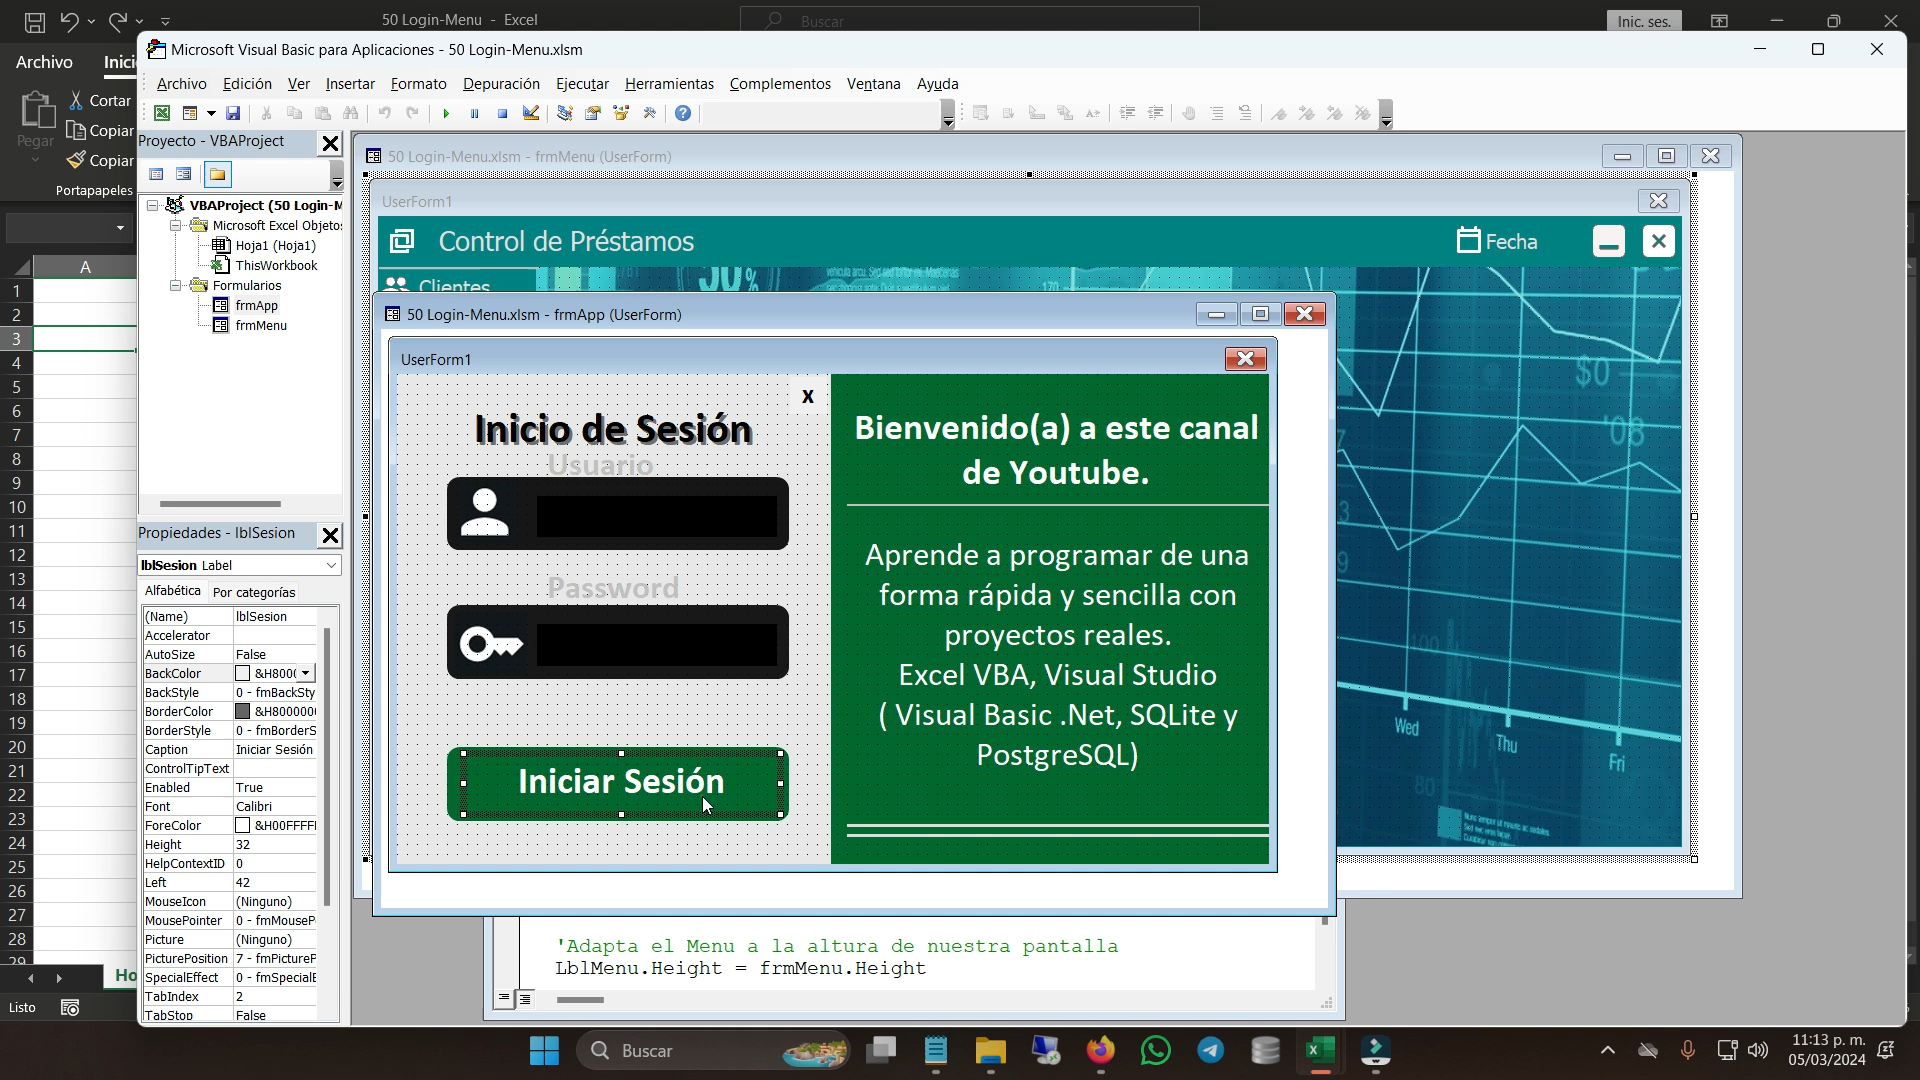 50 Login-Menu - Excel
Buscar
Inic. ses.
Archivo
Microsoft Visual Basic para Aplicaciones - 50 Login-Menu.xlsm
Archivo Edición Ver Insertar Formato Depuración Ejecutar Herramientas Complementos Ventana Ayuda
Cortar
Copiar
Copiar
Pegar
Portapapeles
A
1
2
3
4
5
6
7
8
9
10
11
12
13
14
15
16
17
18
19
20
21
22
23
24
25
26
27
28
29
Ho
Listo
Proyecto - VBAProject
VBAProject (50 Login-M
Microsoft Excel Objetos
Hoja1 (Hoja1)
ThisWorkbook
Formularios
frmApp
frmMenu
Propiedades - lblSesion
lblSesion Label
Alfabética Por categorías
(Name) lblSesion
Accelerator
AutoSize False
BackColor &H800
BackStyle 0 - fmBackSty
BorderColor &H800000
BorderStyle 0 - fmBorderS
Caption Iniciar Sesión
ControlTipText
Enabled True
Font Calibri
ForeColor &H00FFFF
Height 32
HelpContextID 0
Left 42
MouseIcon (Ninguno)
MousePointer 0 - fmMouseP
Picture (Ninguno)
PicturePosition 7 - fmPictureP
SpecialEffect 0 - fmSpecialE
TabIndex 2
TabStop False
50 Login-Menu.xlsm - frmMenu (UserForm)
UserForm1
Control de Préstamos
Fecha
Clientes
50 Login-Menu.xlsm - frmApp (UserForm)
UserForm1
X
Inicio de Sesión
Usuario
Password
Iniciar Sesión
Bienvenido(a) a este canal
de Youtube.
Aprende a programar de una
forma rápida y sencilla con
proyectos reales.
Excel VBA, Visual Studio
( Visual Basic .Net, SQLite y
PostgreSQL)
$0
'08
100
80
Wed
Thu
Fri
'Adapta el Menu a la altura de nuestra pantalla
LblMenu.Height = frmMenu.Height
Buscar
11:13 p. m.
05/03/2024